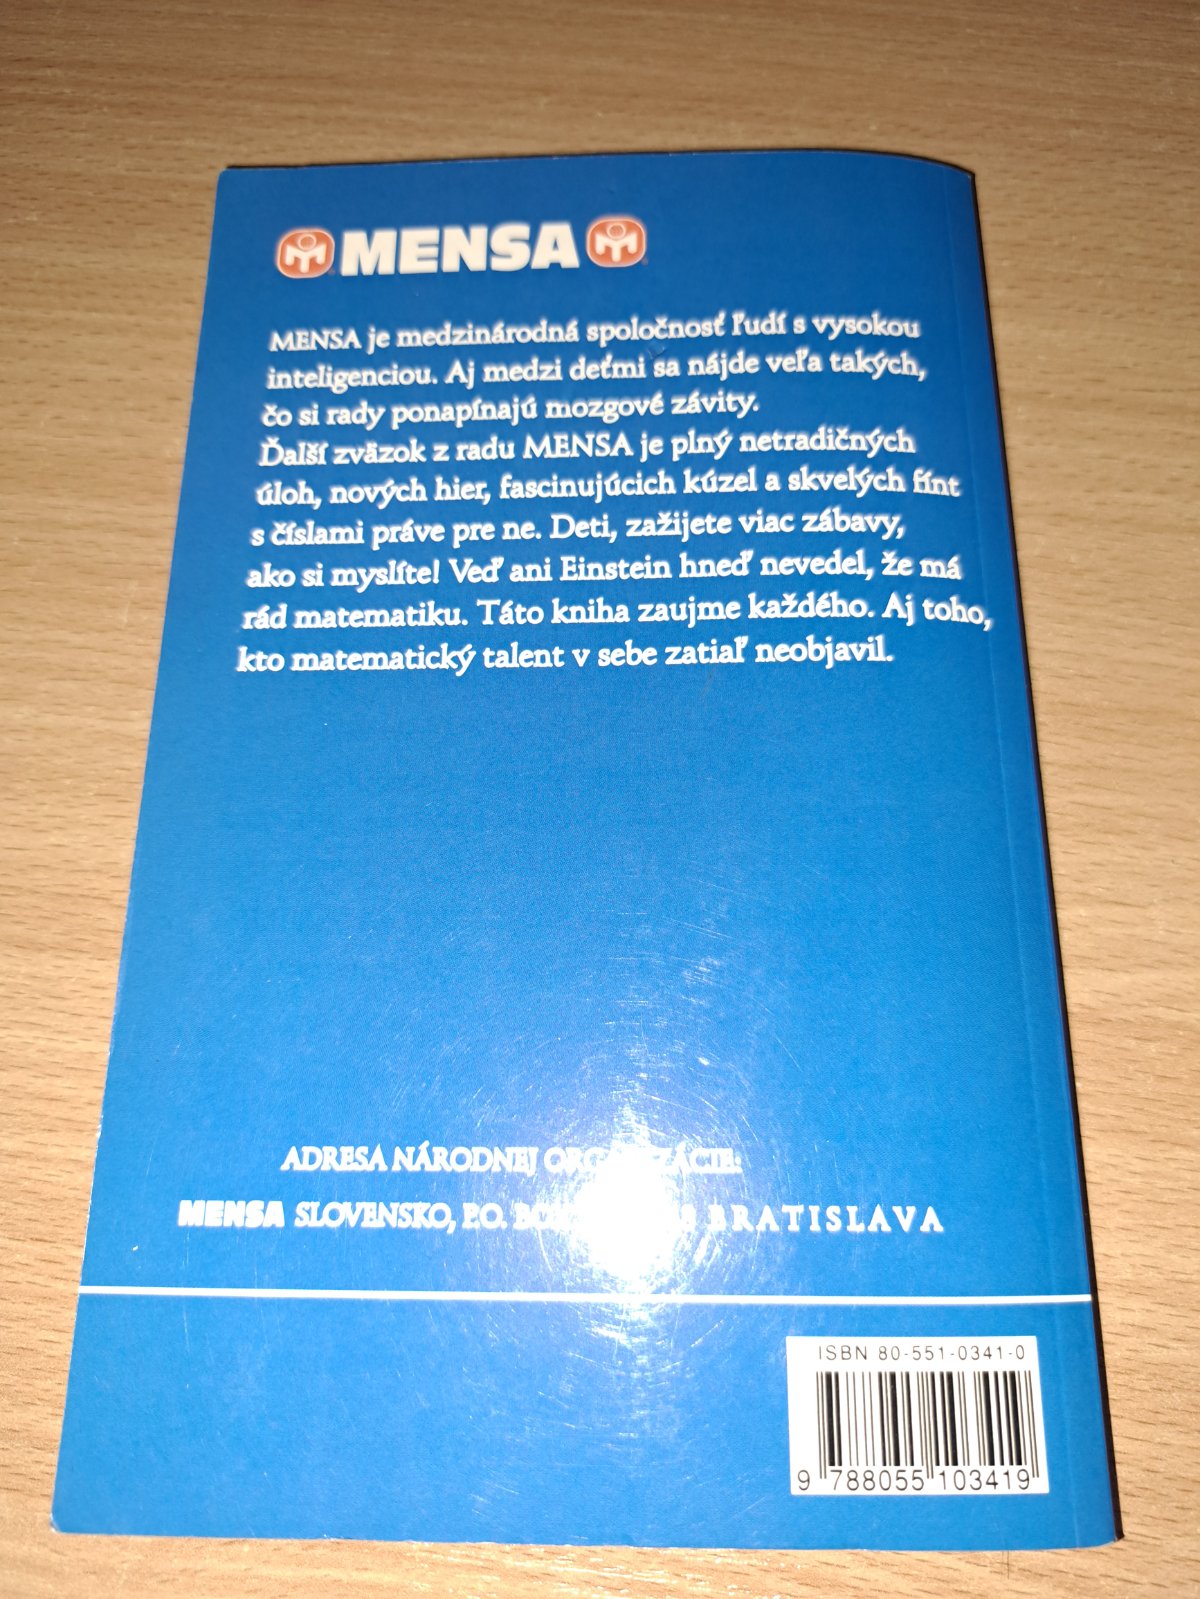 MENSA
MENSA je medzinárodná spoločnosť ľudí s vysokou
inteligenciou. Aj medzi deťmi sa nájde veľa takých,
čo si rady ponapínajú mozgové závity.
Ďalší zväzok z radu MENSA je plný netradičných
úloh, nových hier, fascinujúcich kúzel a skvelých fínt
s číslami práve pre ne. Deti, zažijete viac zábavy,
ako si myslíte! Veď ani Einstein hneď nevedel, že má
rád matematiku. Táto kniha zaujme každého. Aj toho,
kto matematický talent v sebe zatiaľ neobjavil.
ADRESA NÁRODNEJ ORGANIZÁCIE:
MENSA SLOVENSKO, P.O. BOX BRATISLAVA
ISBN 80-551-0341-0
9 788055 103419